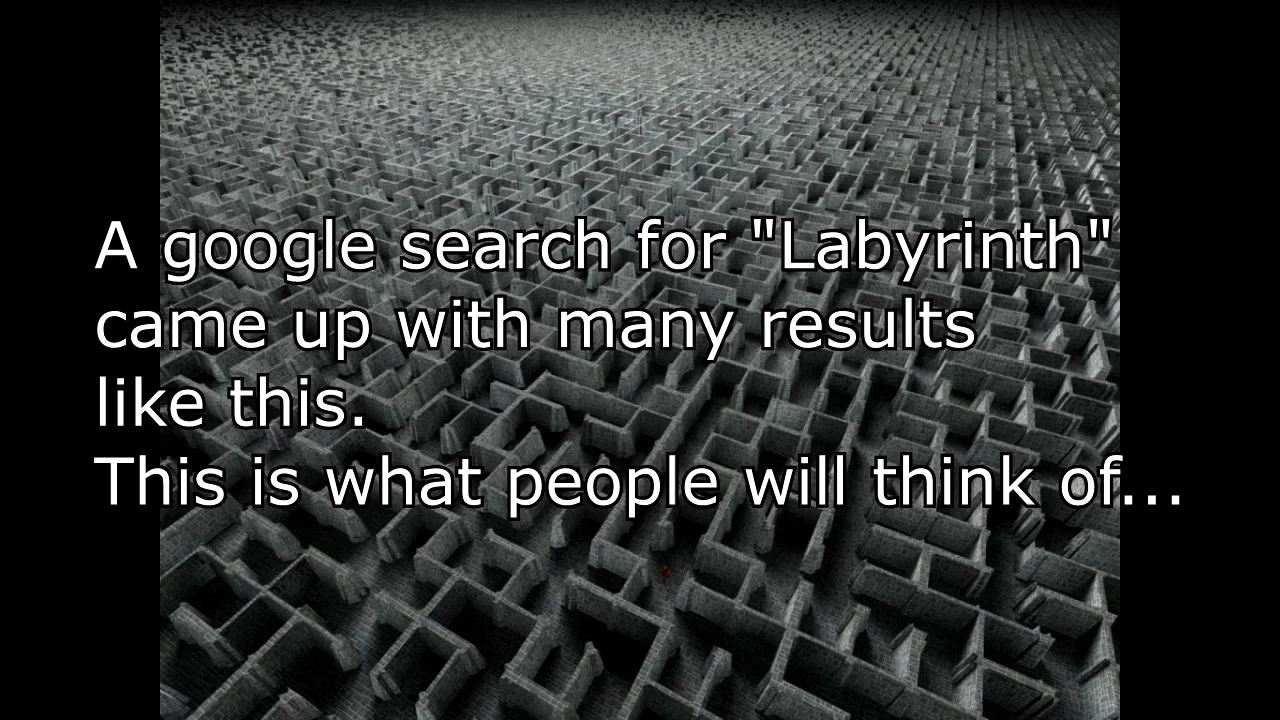 A google search for "Labyrinth"
came up with many results
like this.
This is what people will think of...